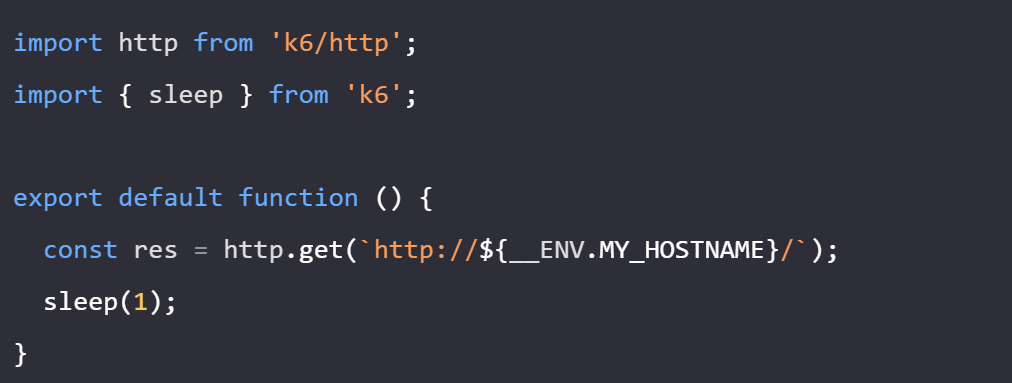 import http from 'k6/http';
import { sleep } from 'k6';
export default function () {
  const res = http.get(`http://${__ENV.MY_HOSTNAME}/`);
  sleep(1);
}